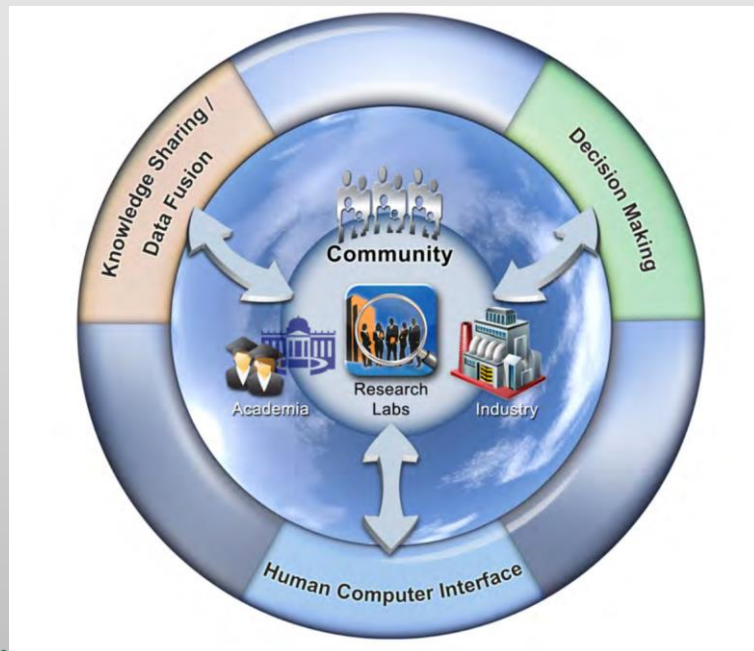 Knowledge Sharing /
Data Fusion
Decision Making
Community
Academia
Research
Labs
Industry
Human Computer Interface